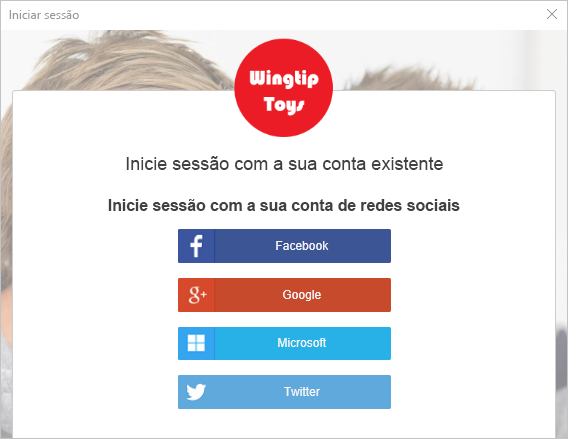 Iniciar sessão
Wingtip
Toys
Inicie sessão com a sua conta existente
Inicie sessão com a sua conta de redes sociais
Facebook
Google
Microsoft
Twitter